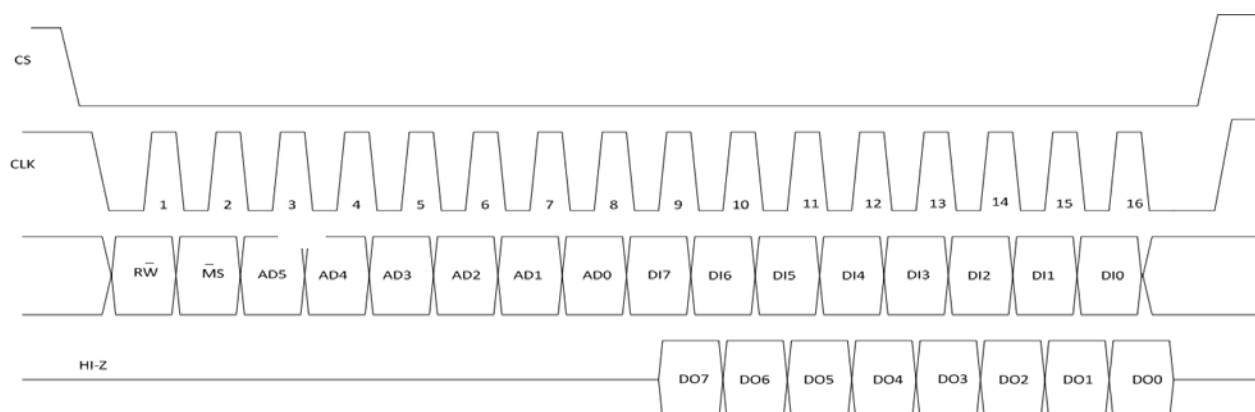 CS
CLK
1 2 3 4 5 6 7 8 9 10 11 12 13 14 15 16
RW̅ M̅S AD5 AD4 AD3 AD2 AD1 AD0 DI7 DI6 DI5 DI4 DI3 DI2 DI1 DI0
HI-Z
DO7 DO6 DO5 DO4 DO3 DO2 DO1 DO0